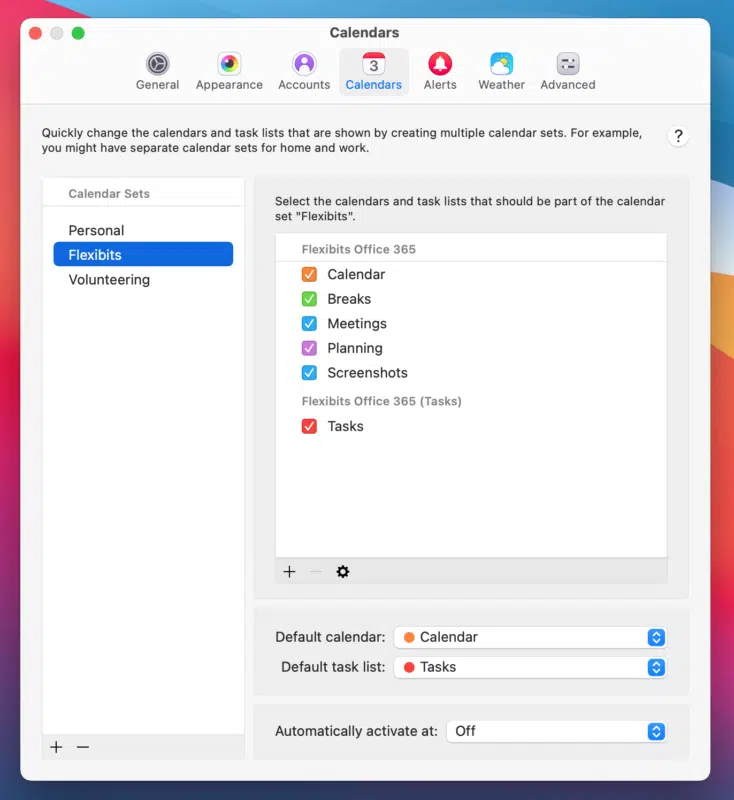 Calendars
3
General Appearance Accounts Calendars Alerts Weather Advanced
Quickly change the calendars and task lists that are shown by creating multiple calendar sets. For example,
you might have separate calendar sets for home and work.
?
Calendar Sets
Personal
Flexibits
Volunteering
Select the calendars and task lists that should be part of the calendar
set "Flexibits".
Flexibits Office 365
Calendar
Breaks
Meetings
Planning
Screenshots
Flexibits Office 365 (Tasks)
Tasks
Default calendar: Calendar
Default task list: Tasks
Automatically activate at: Off